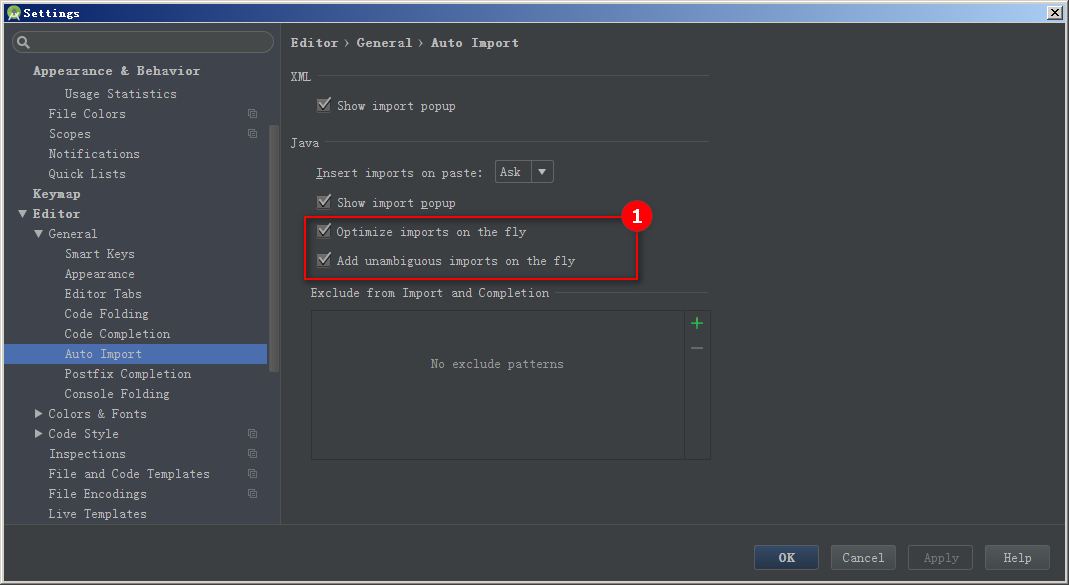 Settings
Editor › General › Auto Import
Appearance & Behavior
Usage Statistics
File Colors
Scopes
Notifications
Quick Lists
Keymap
Editor
General
Smart Keys
Appearance
Editor Tabs
Code Folding
Code Completion
Auto Import
Postfix Completion
Console Folding
Colors & Fonts
Code Style
Inspections
File and Code Templates
File Encodings
Live Templates
XML
Show import popup
Java
Insert imports on paste: Ask
Show import popup
1
Optimize imports on the fly
Add unambiguous imports on the fly
Exclude from Import and Completion
No exclude patterns
OK Cancel Apply Help